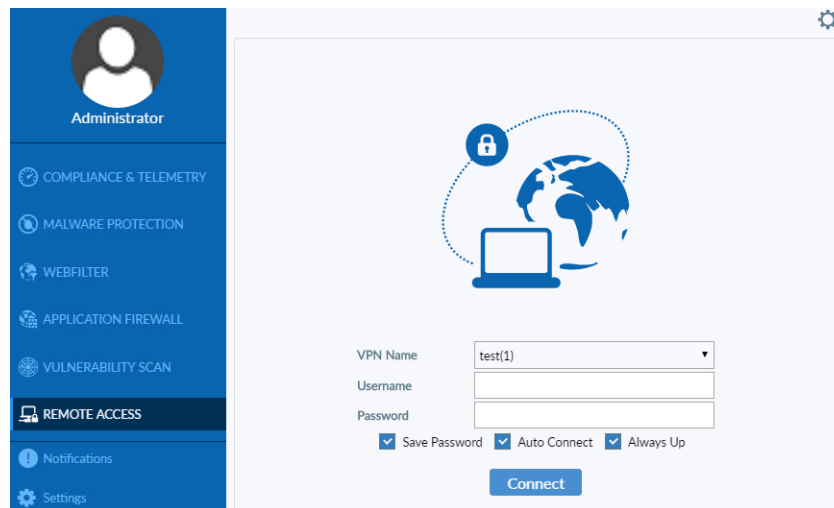 Administrator
COMPLIANCE & TELEMETRY
MALWARE PROTECTION
WEBFILTER
APPLICATION FIREWALL
VULNERABILITY SCAN
REMOTE ACCESS
Notifications
Settings
VPN Name test(1)
Username
Password
Save Password Auto Connect Always Up
Connect